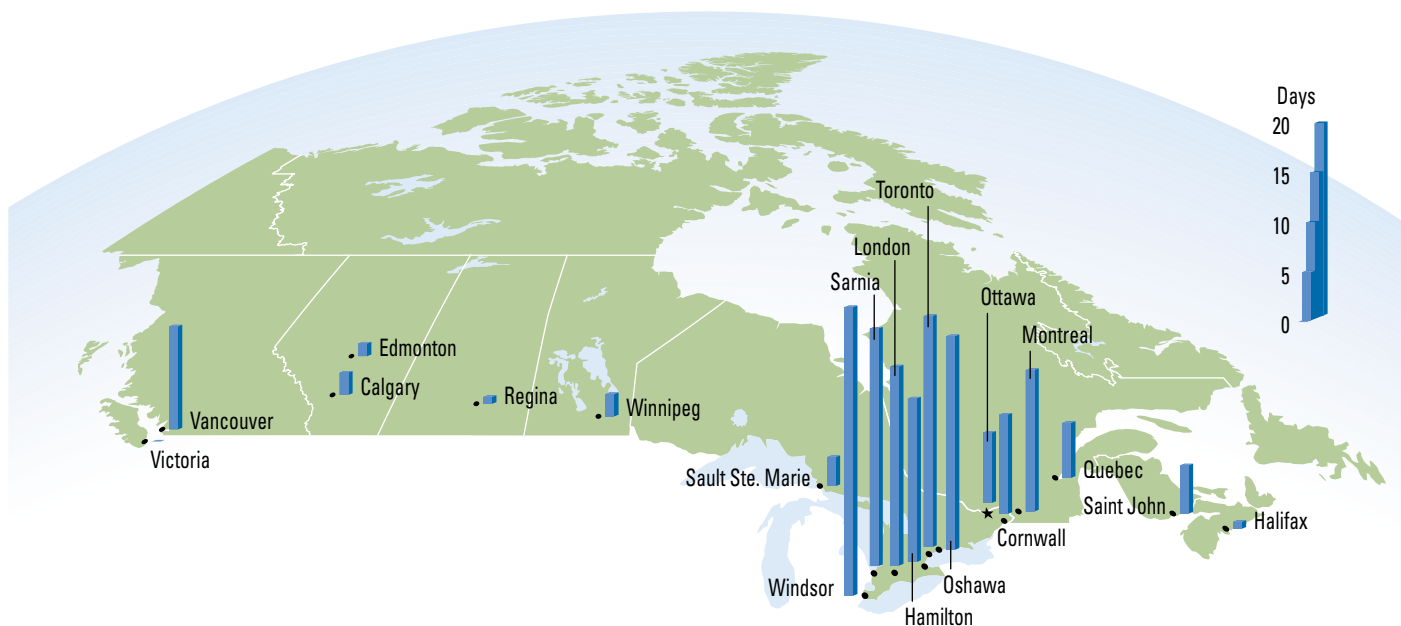 Days
20
15
10
5
0
Toronto
London
Sarnia
Ottawa
Montreal
Edmonton
Calgary
Regina
Winnipeg
Vancouver
Victoria
Sault Ste. Marie
Quebec
Saint John
Halifax
Cornwall
Windsor
Oshawa
Hamilton